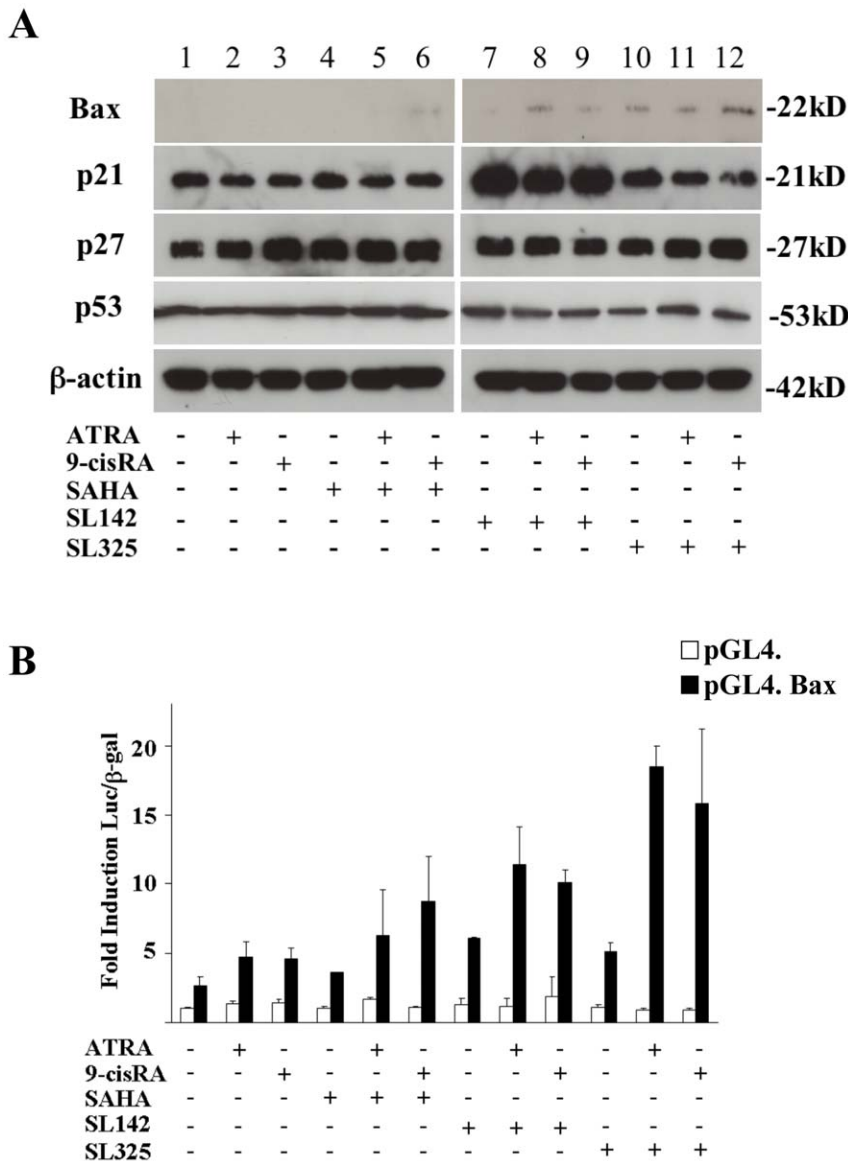 A
1 2 3 4 5 6 7 8 9 10 11 12
Bax -22kD
p21 -21kD
p27 -27kD
p53 -53kD
β-actin -42kD
ATRA - + - - + - - + - - + -
9-cisRA - - + - - + - - + - - +
SAHA - - - + + + - - - - - -
SL142 - - - - - - + + + - - -
SL325 - - - - - - - - - + + +
B
pGL4.
pGL4. Bax
Fold Induction Luc/β-gal
20
15
10
5
ATRA - + - - + - - + - - + -
9-cisRA - - + - - + - - + - - +
SAHA - - - + + + - - - - - -
SL142 - - - - - - + + + - - -
SL325 - - - - - - - - - + + +